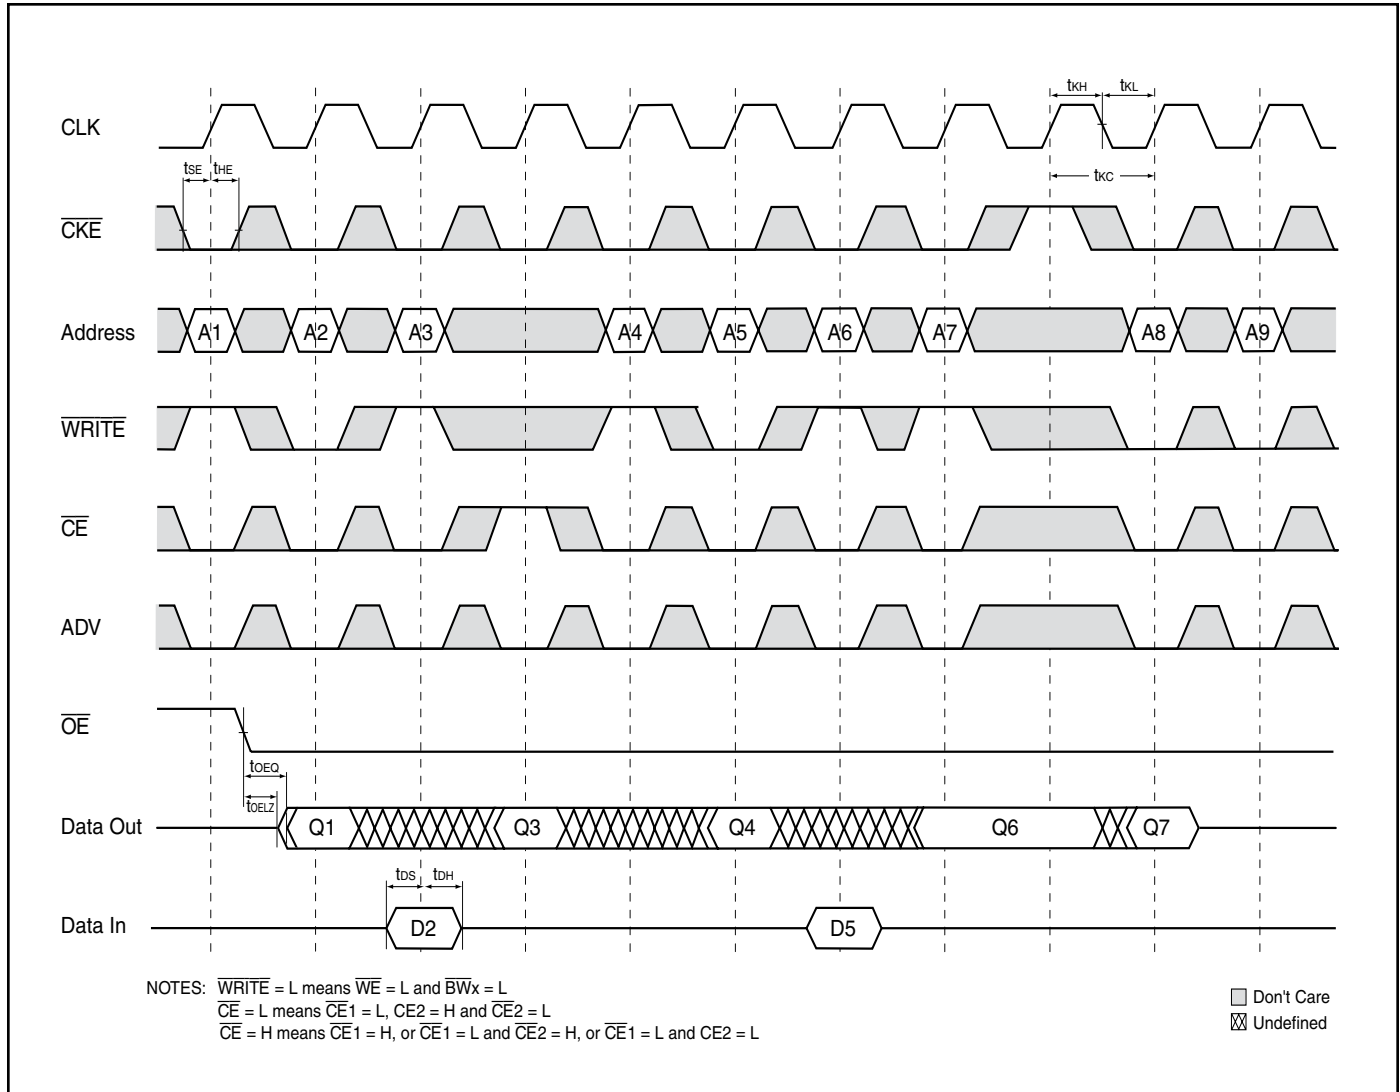 tKH tKL
CLK
tSE tHE
tKC
CKE
Address A1 A2 A3 A4 A5 A6 A7 A8 A9
WRITE
CE
ADV
OE
tOEQ
tOELZ
Data Out Q1 Q3 Q4 Q6 Q7
tDS tDH
Data In D2 D5
NOTES: WRITE = L means WE = L and BWx = L
CE = L means CE1 = L, CE2 = H and CE2 = L
CE = H means CE1 = H, or CE1 = L and CE2 = H, or CE1 = L and CE2 = L
Don't Care
Undefined